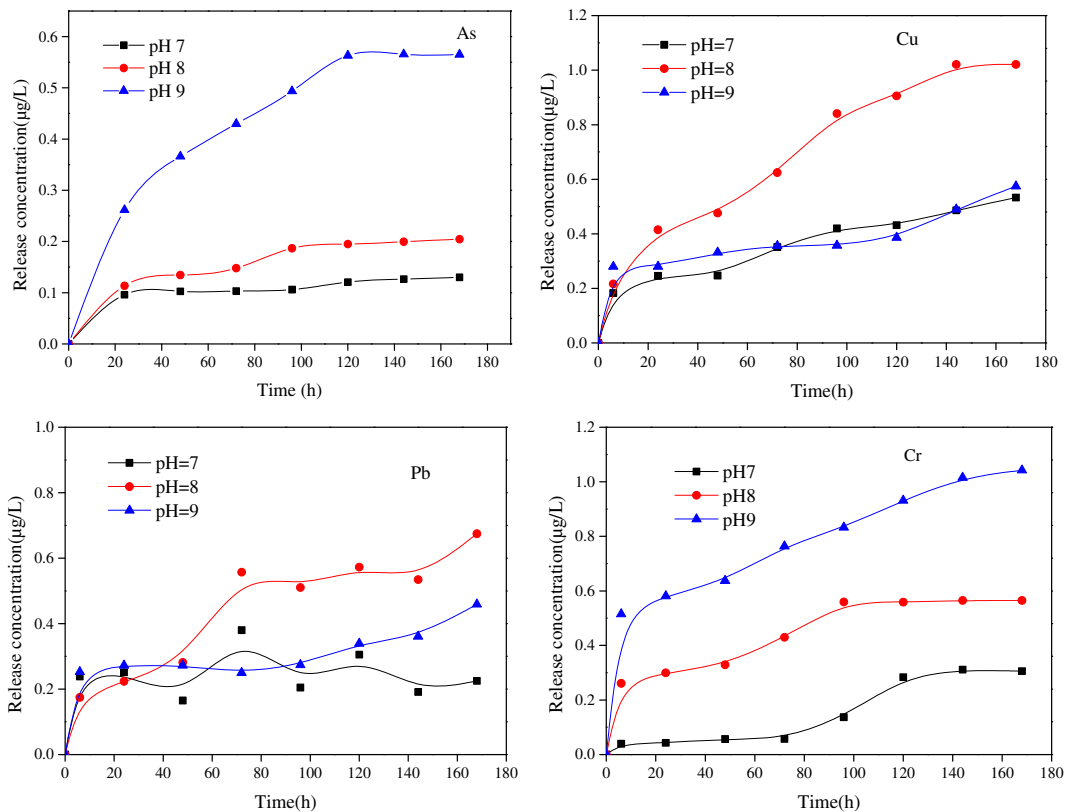 As
pH 7
pH 8
pH 9
Release concentration(μg/L)
0.6
0.5
0.4
0.3
0.2
0.1
0.0
0 20 40 60 80 100 120 140 160 180
Time (h)
Cu
pH=7
pH=8
pH=9
Release concentration(μg/L)
1.2
1.0
0.8
0.6
0.4
0.2
0.0
0 20 40 60 80 100 120 140 160 180
Time(h)
Pb
pH=7
pH=8
pH=9
Release concentration(μg/L)
1.0
0.8
0.6
0.4
0.2
0.0
0 20 40 60 80 100 120 140 160 180
Time(h)
Cr
pH7
pH8
pH9
Release concentration(μg/L)
1.2
1.0
0.8
0.6
0.4
0.2
0.0
0 20 40 60 80 100 120 140 160 180
Time(h)